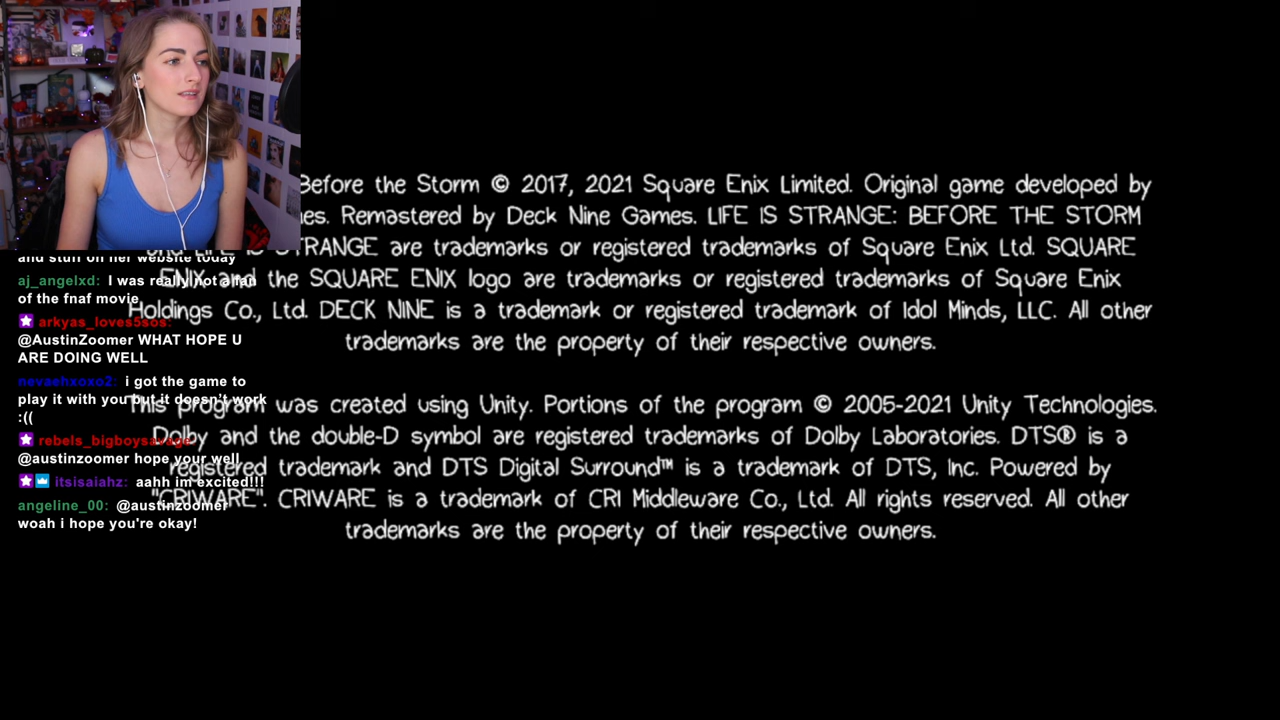 Before the Storm © 2017, 2021 Square Enix Limited. Original game developed by
Remastered by Deck Nine Games. LIFE IS STRANGE: BEFORE THE STORM
STRANGE are trademarks or registered trademarks of Square Enix Ltd. SQUARE
ENIX and the SQUARE ENIX logo are trademarks or registered trademarks of Square Enix
Holdings Co., Ltd. DECK NINE is a trademark or registered trademark of Idol Minds, LLC. All other
trademarks are the property of their respective owners.
This program was created using Unity. Portions of the program © 2005-2021 Unity Technologies.
Dolby and the double-D symbol are registered trademarks of Dolby Laboratories. DTS® is a
registered trademark and DTS Digital Surround™ is a trademark of DTS, Inc. Powered by
"CRIWARE". CRIWARE is a trademark of CRI Middleware Co., Ltd. All rights reserved. All other
trademarks are the property of their respective owners.
and stuff on her website today
aj_angelxd: I was really not a fan
of the fnaf movie
arkyas_loves5sos:
@AustinZoomer WHAT HOPE U
ARE DOING WELL
nevaehxoxo2: i got the game to
play it with you but it doesn't work
:((
rebels_bigboysavage:
@austinzoomer hope your well
itsisaiahz: aahh im excited!!!
angeline_00: @austinzoomer
woah i hope you're okay!